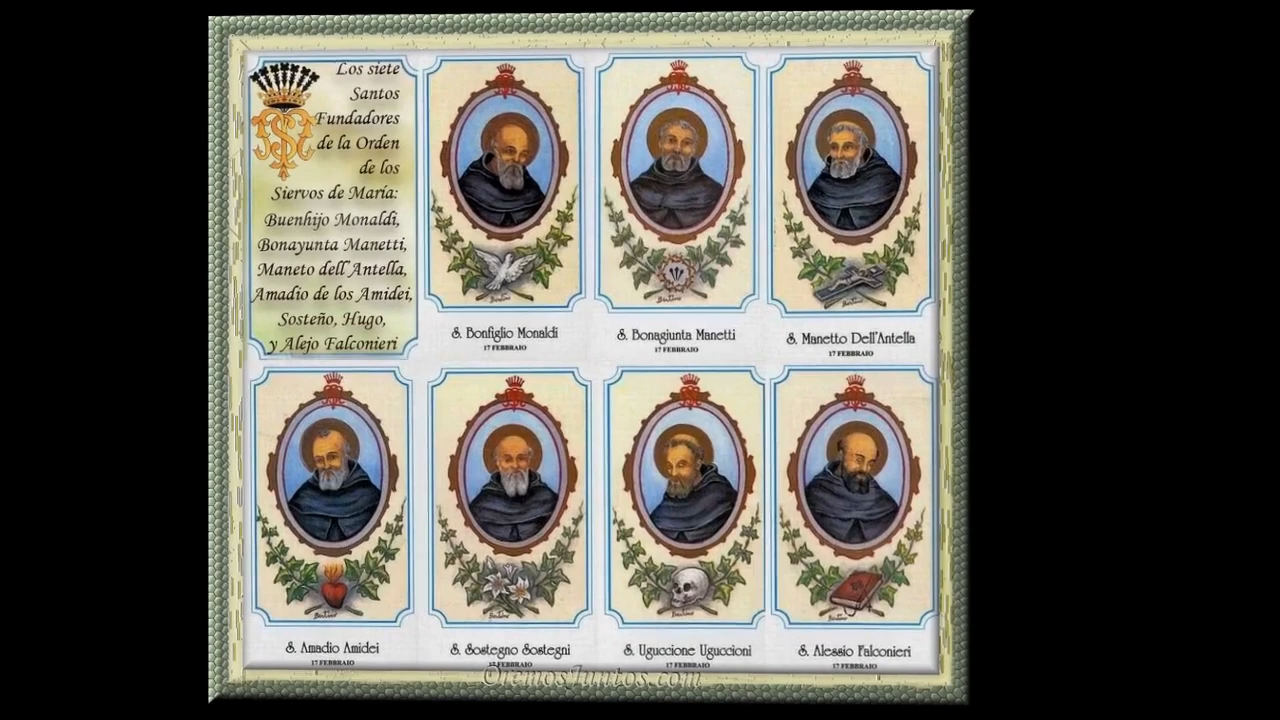 Los siete
Santos
Fundadores
de la Orden
de los
Siervos de María:
Buenhijo Monaldi,
Bonayunta Manetti,
Maneto dell'Antella,
Amadio de los Amidei,
Sosteño, Hugo,
y Alejo Falconieri
S. Bonfiglio Monaldi
17 FEBBRAIO
S. Bonagiunta Manetti
17 FEBBRAIO
S. Manetto Dell'Antella
17 FEBBRAIO
S. Amadio Amidei
17 FEBBRAIO
S. Sostegno Sostegni
17 FEBBRAIO
S. Uguccione Uguccioni
17 FEBBRAIO
S. Alessio Falconieri
17 FEBBRAIO
©OremosJuntos.com